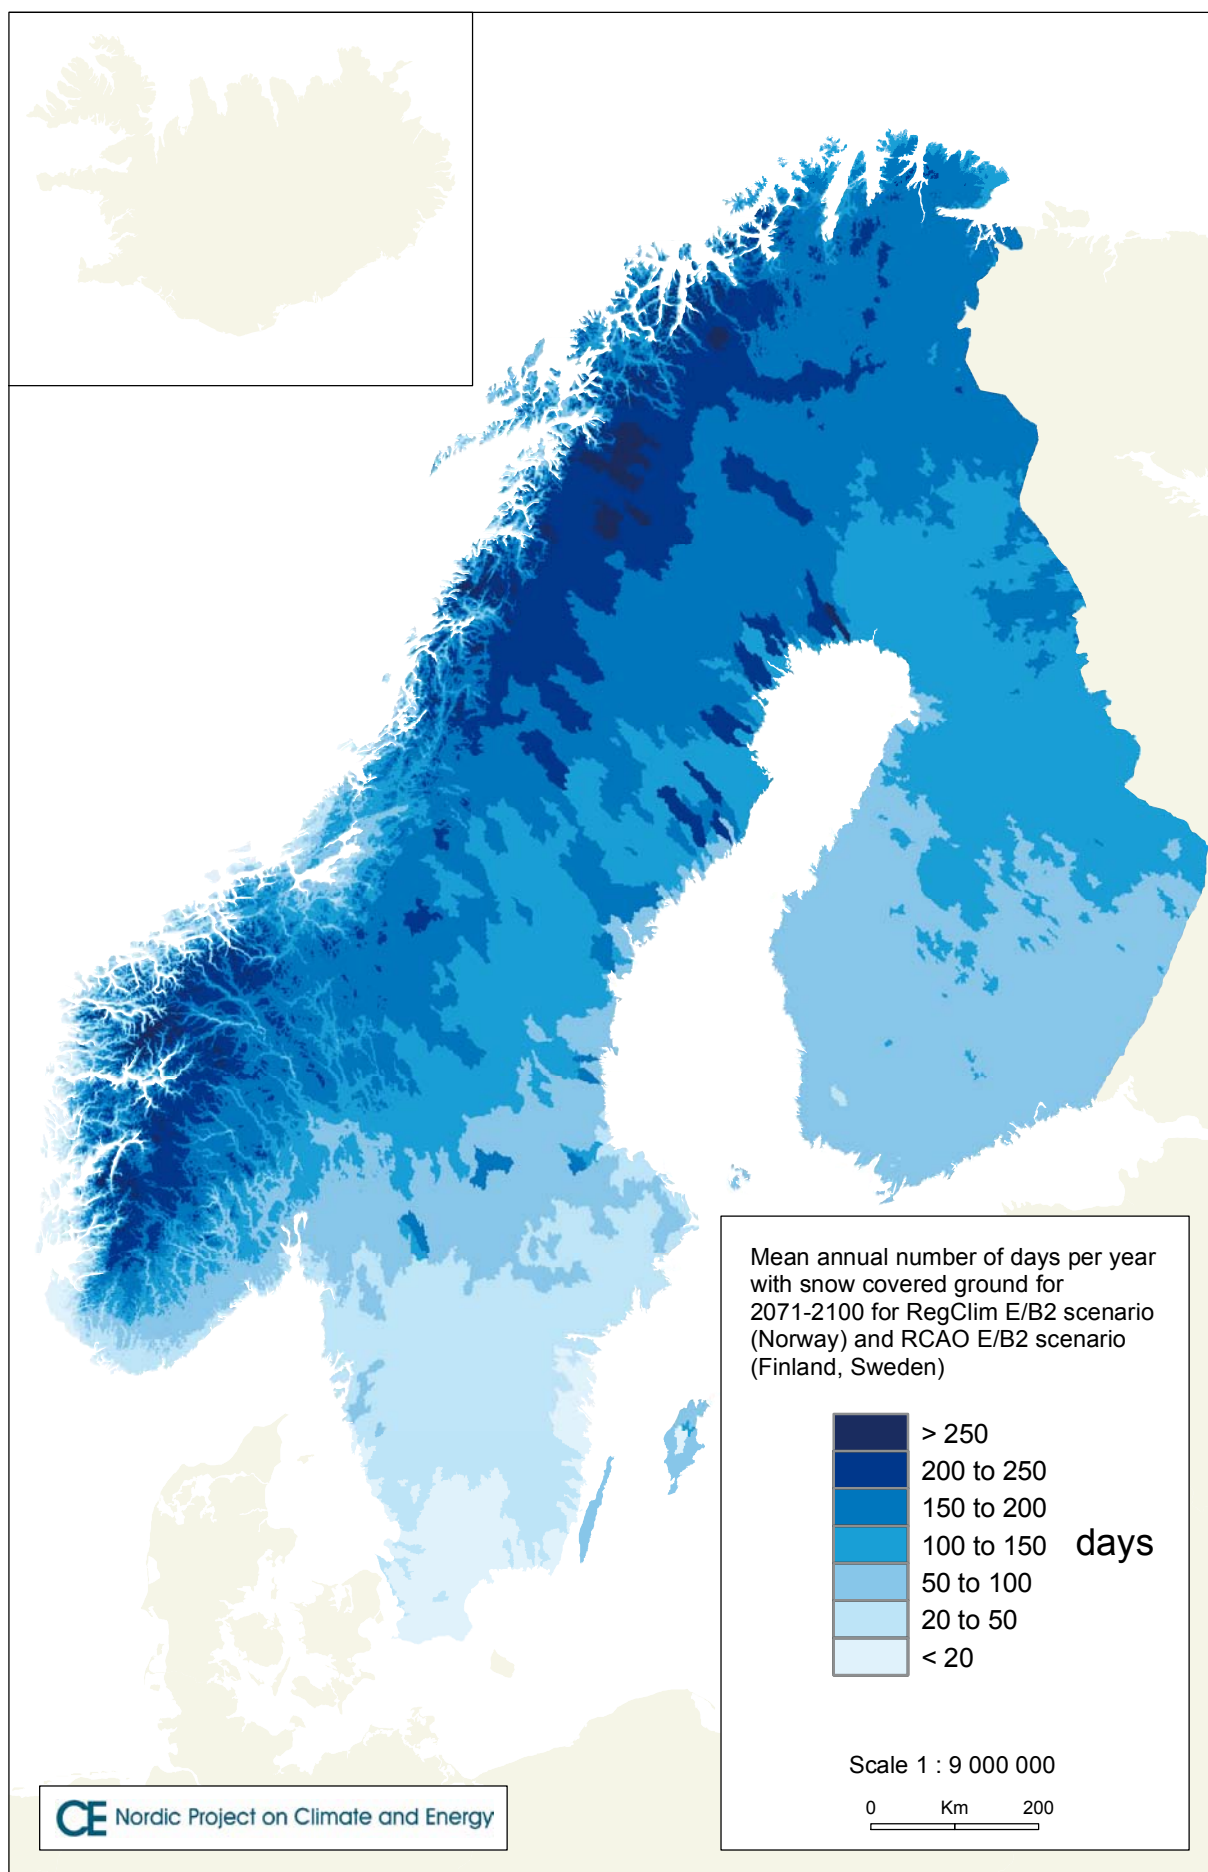 Mean annual number of days per year
with snow covered ground for
2071-2100 for RegClim E/B2 scenario
(Norway) and RCAO E/B2 scenario
(Finland, Sweden)
> 250
200 to 250
150 to 200
100 to 150
days
50 to 100
20 to 50
< 20
Scale 1 : 9 000 000
0 Km 200
CE Nordic Project on Climate and Energy